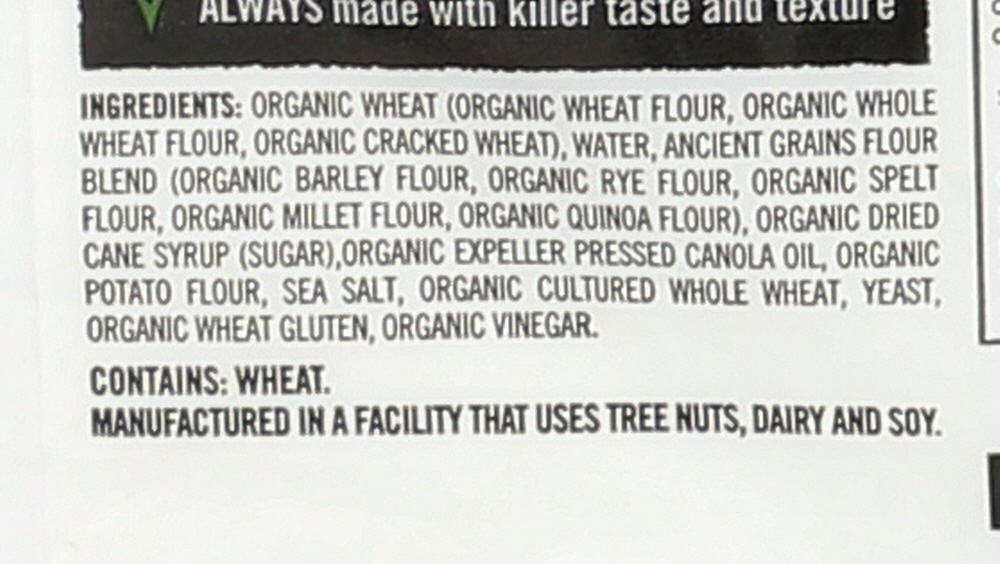 ALWAYS made with killer taste and texture
INGREDIENTS: ORGANIC WHEAT (ORGANIC WHEAT FLOUR, ORGANIC WHOLE
WHEAT FLOUR, ORGANIC CRACKED WHEAT), WATER, ANCIENT GRAINS FLOUR
BLEND (ORGANIC BARLEY FLOUR, ORGANIC RYE FLOUR, ORGANIC SPELT
FLOUR, ORGANIC MILLET FLOUR, ORGANIC QUINOA FLOUR), ORGANIC DRIED
CANE SYRUP (SUGAR),ORGANIC EXPELLER PRESSED CANOLA OIL, ORGANIC
POTATO FLOUR, SEA SALT, ORGANIC CULTURED WHOLE WHEAT, YEAST,
ORGANIC WHEAT GLUTEN, ORGANIC VINEGAR.
CONTAINS: WHEAT.
MANUFACTURED IN A FACILITY THAT USES TREE NUTS, DAIRY AND SOY.